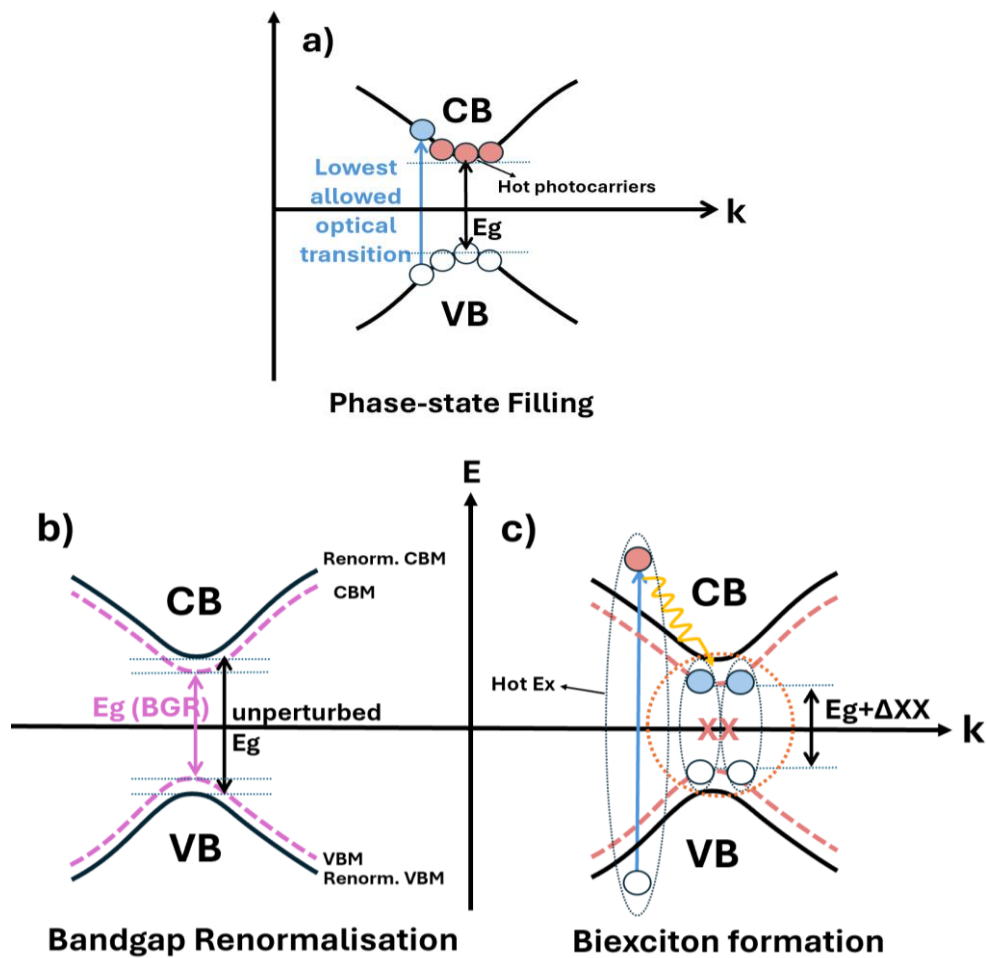 a)
CB
Lowest
allowed
optical
transition
Hot photocarriers
k
Eg
VB
Phase-state Filling
E
b)
Renorm. CBM
CBM
CB
Eg (BGR)
unperturbed
Eg
VB
VBM
Renorm. VBM
Bandgap Renormalisation
c)
CB
Hot Ex
XX
Eg+ΔXX
k
VB
Biexciton formation